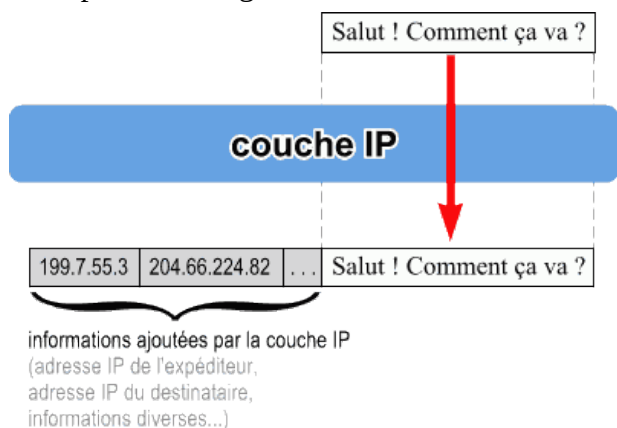 Salut ! Comment ça va ?
couche IP
199.7.55.3 204.66.224.82 ... Salut ! Comment ça va ?
informations ajoutées par la couche IP
(adresse IP de l'expéditeur,
adresse IP du destinataire,
informations diverses...)